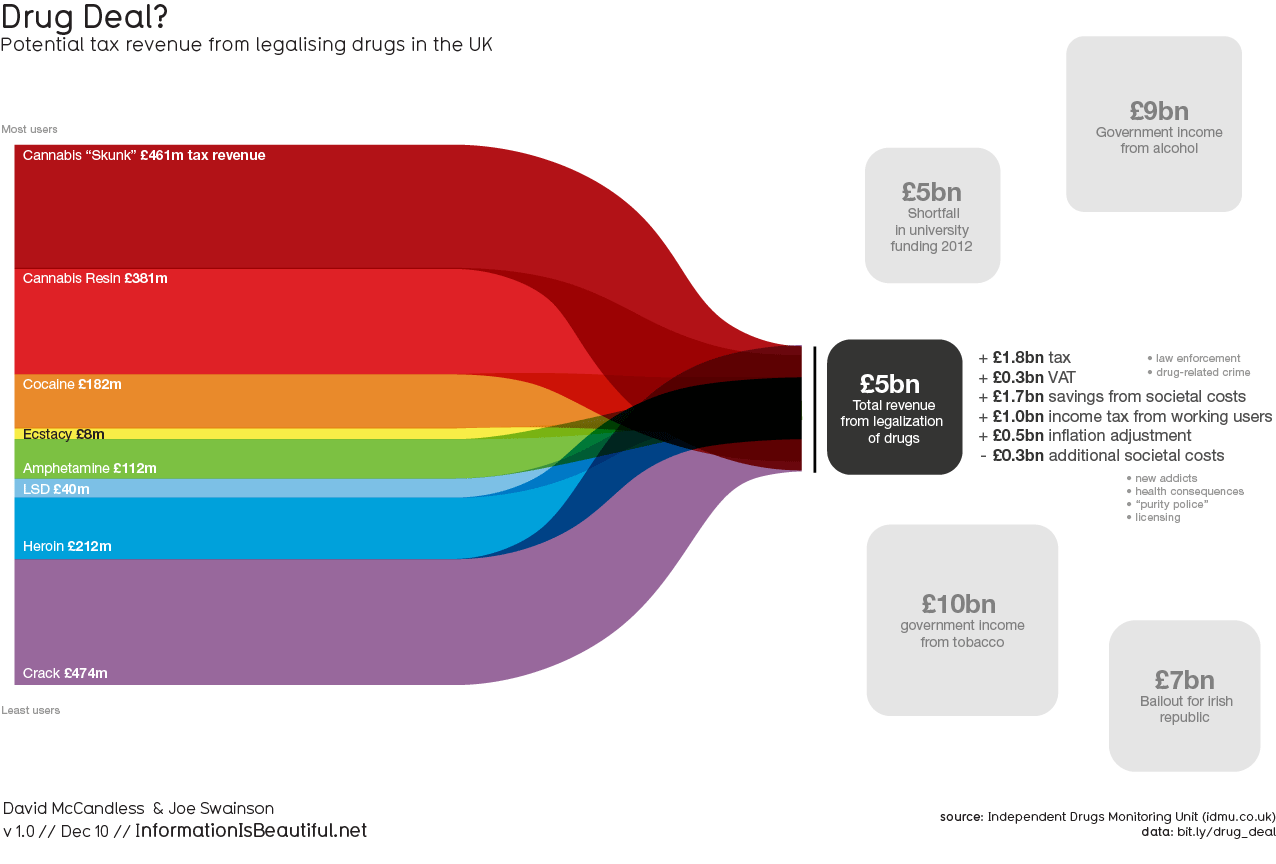 Drug Deal?
Potential tax revenue from legalising drugs in the UK
Most users
Cannabis “Skunk” £461m tax revenue
Cannabis Resin £381m
Cocaine £182m
Ecstacy £8m
Amphetamine £112m
LSD £40m
Heroin £212m
Crack £474m
Least users
£9bn
Government income
from alcohol
£5bn
Shortfall
in university
funding 2012
£5bn
Total revenue
from legalization
of drugs
+ £1.8bn tax
+ £0.3bn VAT
+ £1.7bn savings from societal costs
+ £1.0bn income tax from working users
+ £0.5bn inflation adjustment
- £0.3bn additional societal costs
• law enforcement
• drug-related crime
• new addicts
• health consequences
• “purity police”
• licensing
£10bn
government income
from tobacco
£7bn
Bailout for irish
republic
David McCandless & Joe Swainson
v 1.0 // Dec 10 // InformationIsBeautiful.net
source: Independent Drugs Monitoring Unit (idmu.co.uk)
data: bit.ly/drug_deal